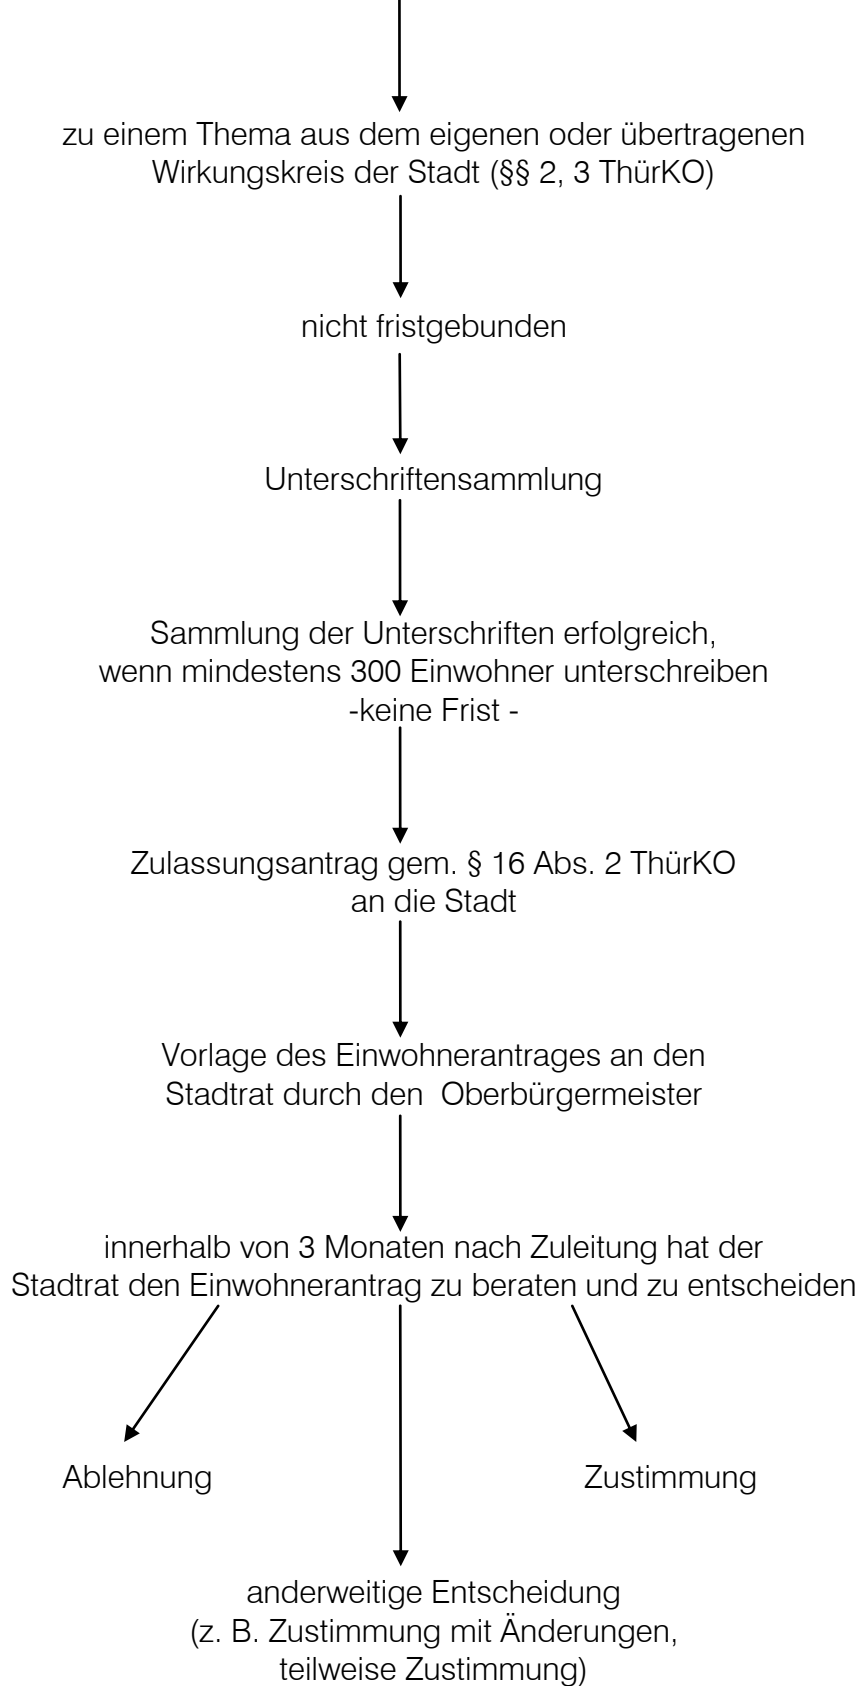 zu einem Thema aus dem eigenen oder übertragenen
Wirkungskreis der Stadt (§§ 2, 3 ThürKO)
nicht fristgebunden
Unterschriftensammlung
Sammlung der Unterschriften erfolgreich,
wenn mindestens 300 Einwohner unterschreiben
-keine Frist -
Zulassungsantrag gem. § 16 Abs. 2 ThürKO
an die Stadt
Vorlage des Einwohnerantrages an den
Stadtrat durch den  Oberbürgermeister
innerhalb von 3 Monaten nach Zuleitung hat der
Stadtrat den Einwohnerantrag zu beraten und zu entscheiden
Ablehnung
Zustimmung
anderweitige Entscheidung
(z. B. Zustimmung mit Änderungen,
teilweise Zustimmung)